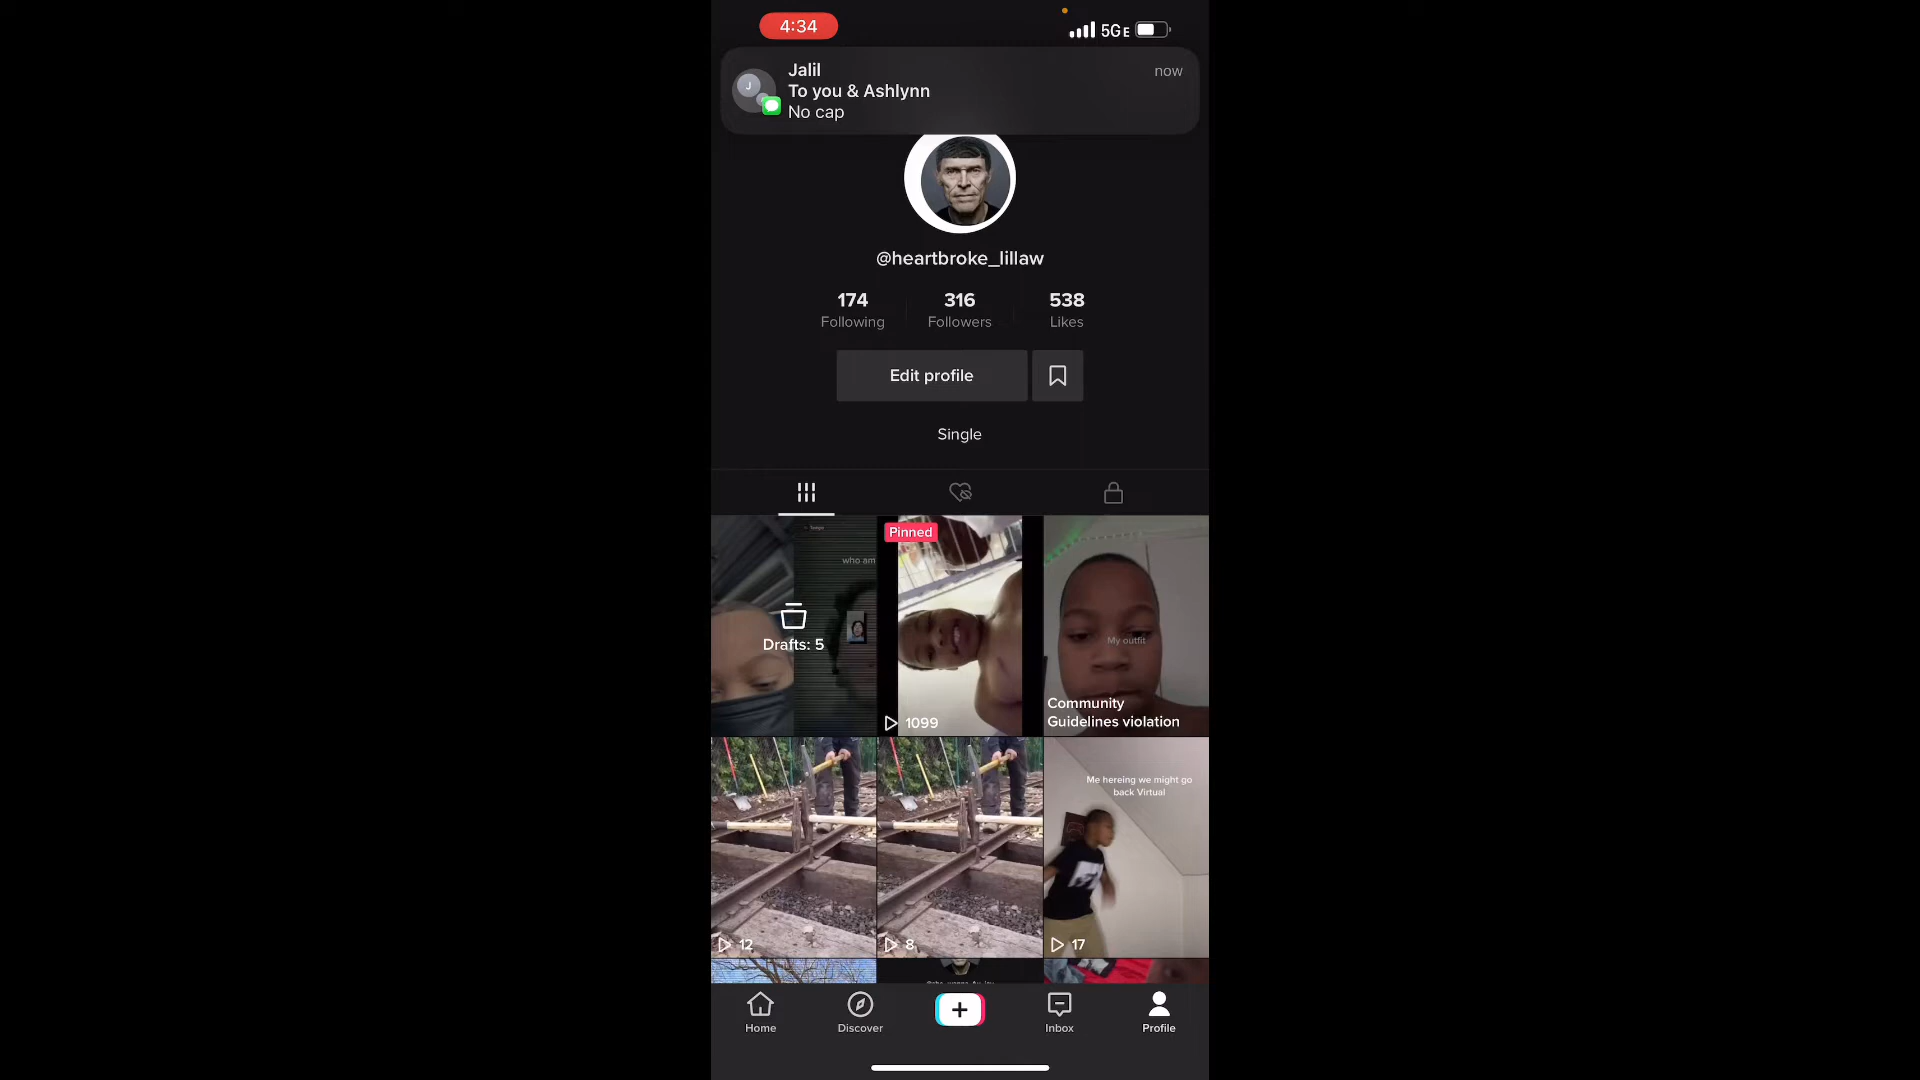 4:34
5GE
Jalil
now
To you & Ashlynn
No cap
J
@heartbroke_lillaw
174
316
538
Following
Followers
Likes
Edit profile
Single
Pinned
who am
Drafts: 5
1099
My outfit
Community
Guidelines violation
Me hereing we might go
back Virtual
12
8
17
Home
Discover
Inbox
Profile